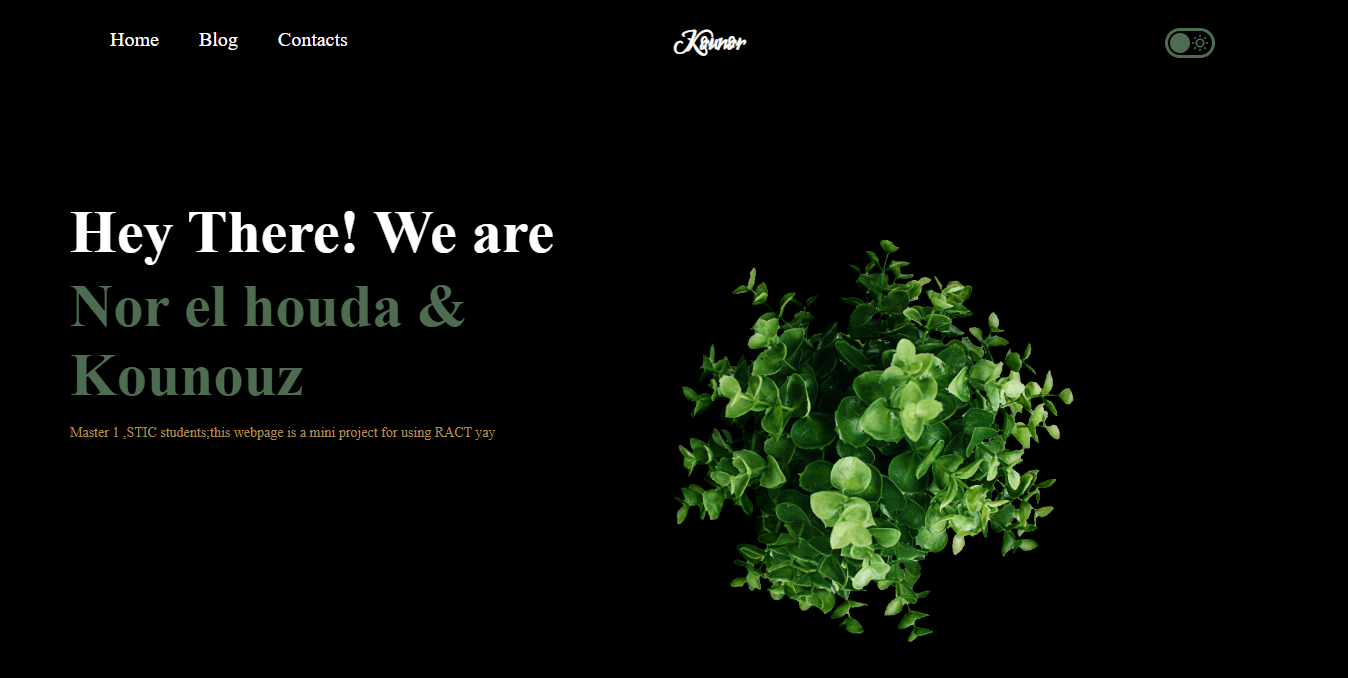 Home Blog Contacts
Kounor
Hey There! We are
Nor el houda &
Kounouz
Master 1 ,STIC students;this webpage is a mini project for using RACT yay